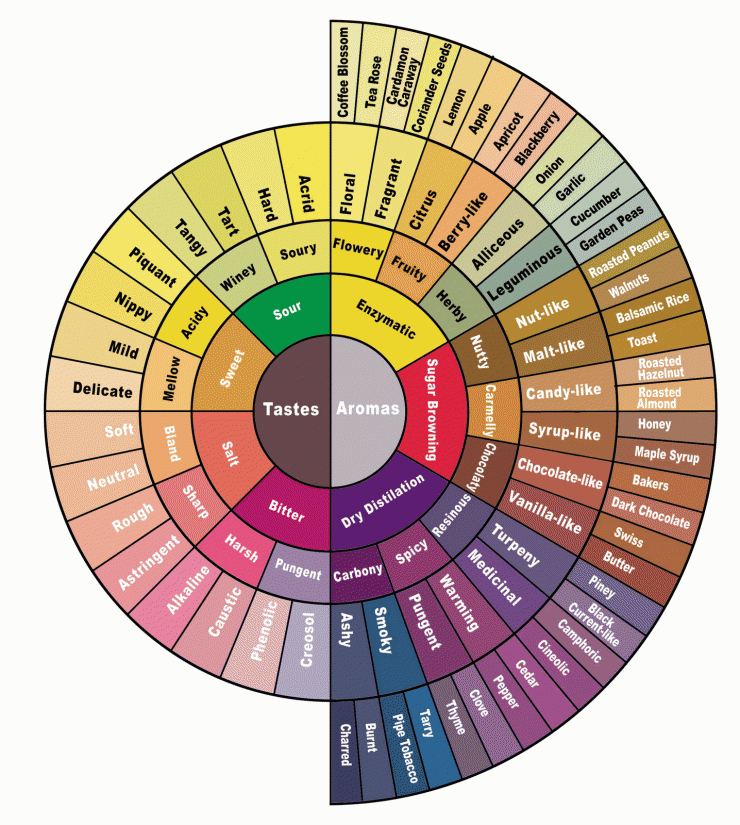 Tastes
Aromas
Sour
Sweet
Salt
Bitter
Enzymatic
Sugar Browning
Dry Distilation
Soury
Winey
Acidy
Mellow
Bland
Sharp
Harsh
Pungent
Flowery
Fruity
Herby
Nutty
Carmelly
Chocolaty
Resinous
Spicy
Carbony
Acrid
Hard
Tart
Tangy
Piquant
Nippy
Mild
Delicate
Soft
Neutral
Rough
Astringent
Alkaline
Caustic
Phenolic
Creosol
Floral
Fragrant
Citrus
Berry-like
Alliceous
Leguminous
Nut-like
Malt-like
Candy-like
Syrup-like
Chocolate-like
Vanilla-like
Turpeny
Medicinal
Warming
Pungent
Smoky
Ashy
Coffee Blossom
Tea Rose
Cardamon
Caraway
Coriander Seeds
Lemon
Apple
Apricot
Blackberry
Onion
Garlic
Cucumber
Garden Peas
Roasted Peanuts
Walnuts
Balsamic Rice
Toast
Roasted
Hazelnut
Roasted
Almond
Honey
Maple Syrup
Bakers
Dark Chocolate
Swiss
Butter
Piney
Black
Current-like
Camphoric
Cineolic
Cedar
Pepper
Clove
Thyme
Tarry
Pipe Tobacco
Burnt
Charred